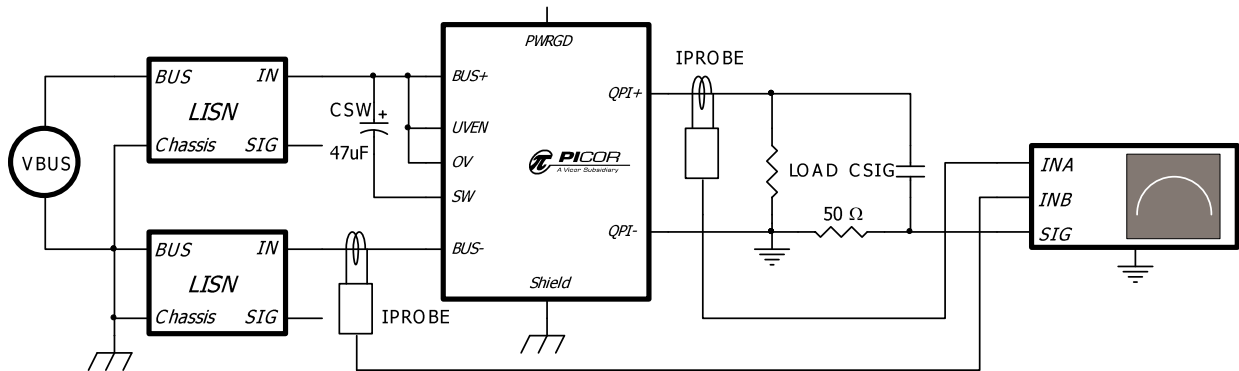 PWRGD
IPROBE
BUS IN
LISN
Chassis SIG
CSW
+
47uF
BUS+
UVEN
OV
SW
BUS-
QPI+
QPI-
π PICOR
A Vicor Subsidiary
Shield
VBUS
BUS IN
LISN
Chassis SIG
IPROBE
LOAD CSIG
50 Ω
INA
INB
SIG